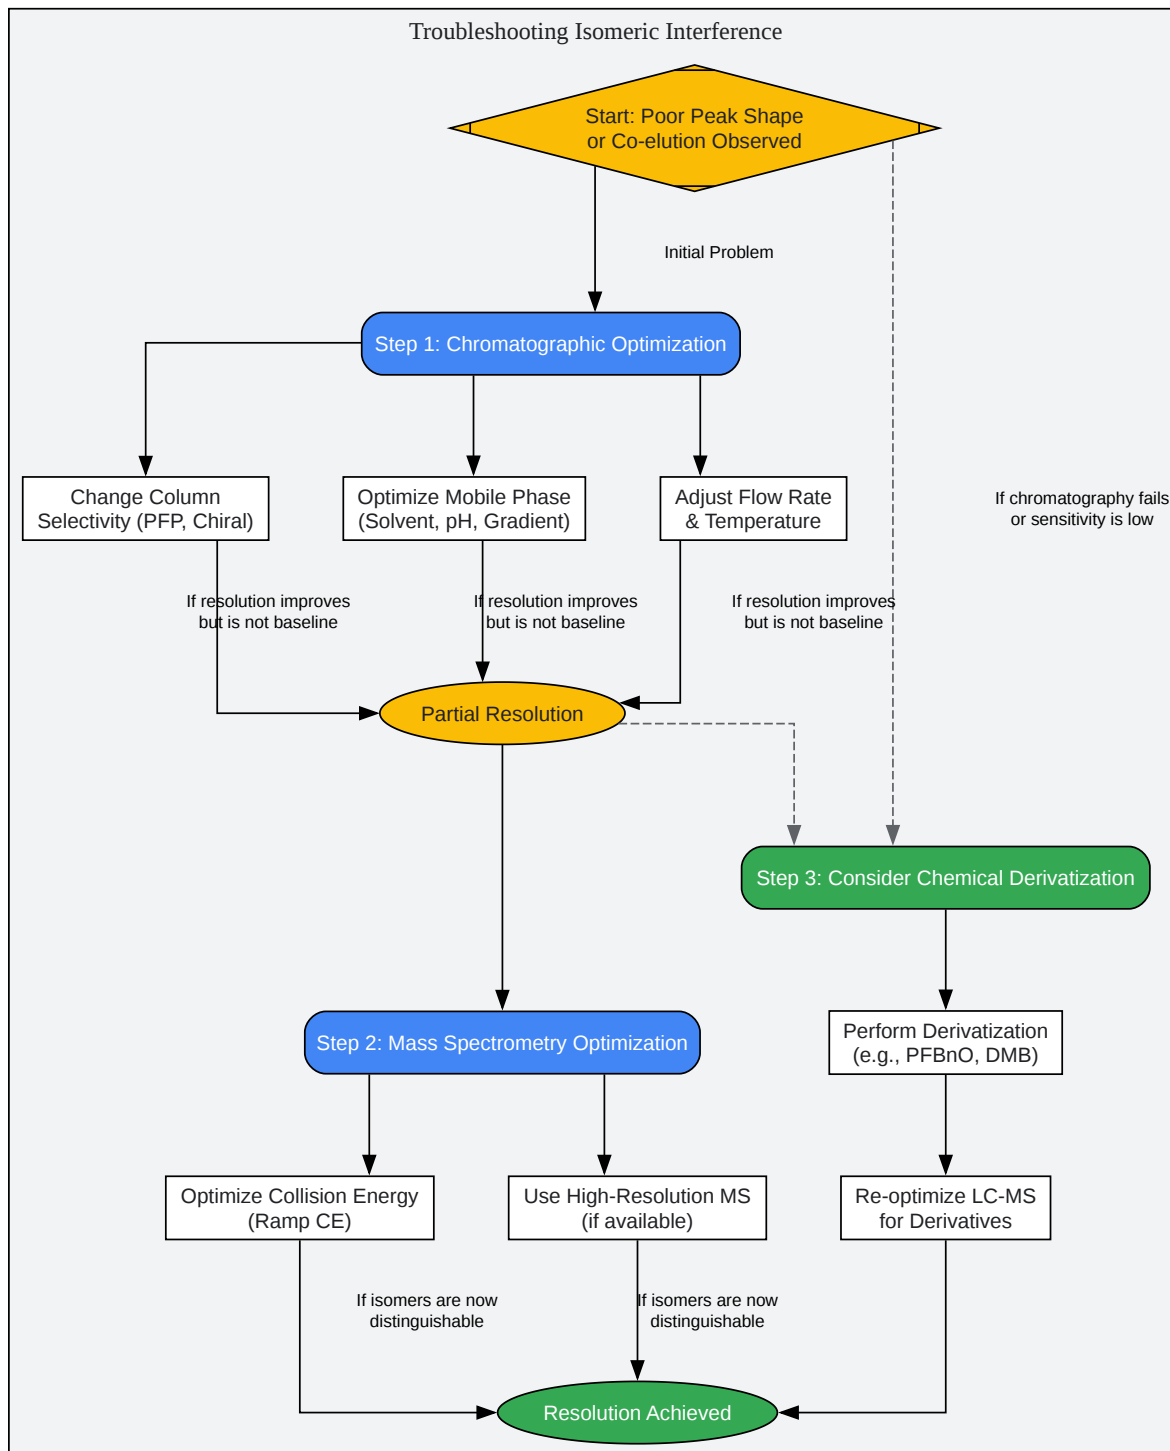 Troubleshooting Isomeric Interference
Start: Poor Peak Shape
or Co-elution Observed
Initial Problem
Step 1: Chromatographic Optimization
Change Column
Selectivity (PFP, Chiral)
Optimize Mobile Phase
(Solvent, pH, Gradient)
Adjust Flow Rate
& Temperature
If chromatography fails
or sensitivity is low
If resolution improves
but is not baseline
If resolution improves
but is not baseline
If resolution improves
but is not baseline
Partial Resolution
Step 3: Consider Chemical Derivatization
Step 2: Mass Spectrometry Optimization
Perform Derivatization
(e.g., PFBnO, DMB)
Optimize Collision Energy
(Ramp CE)
Use High-Resolution MS
(if available)
Re-optimize LC-MS
for Derivatives
If isomers are now
distinguishable
If isomers are now
distinguishable
Resolution Achieved